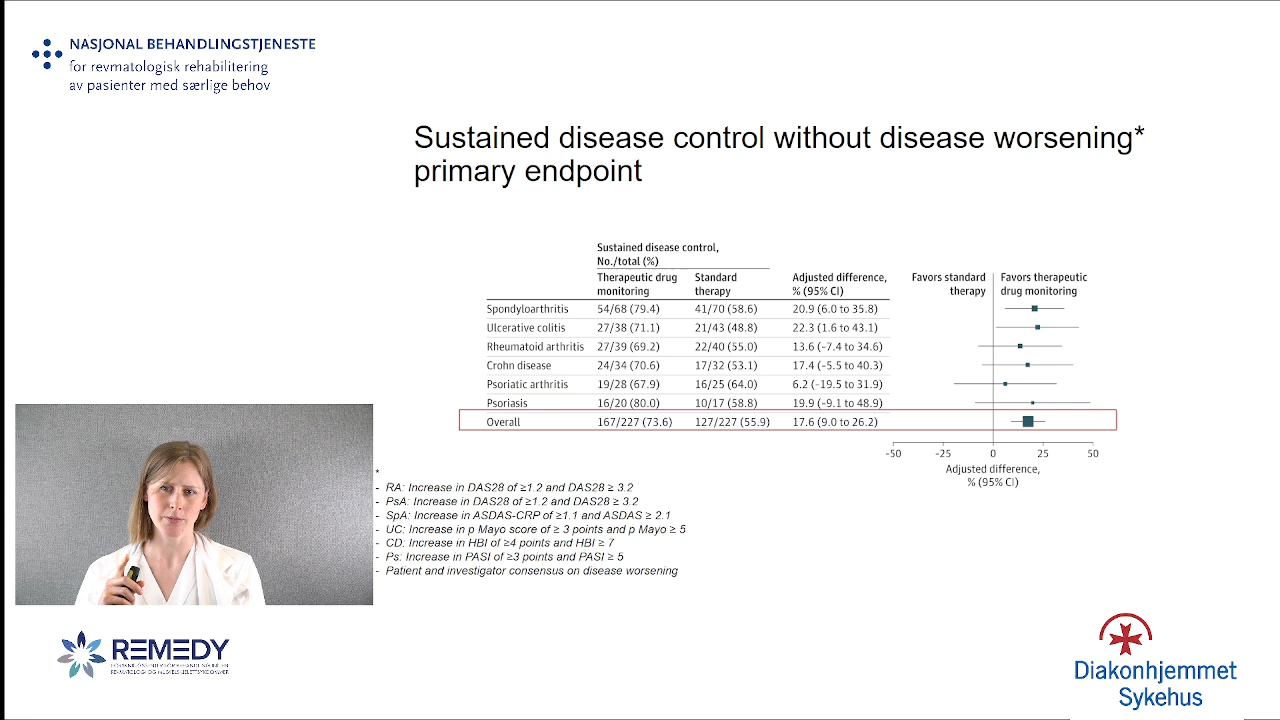 NASJONAL BEHANDLINGSTJENESTE
for revmatologisk rehabilitering
av pasienter med særlige behov
Sustained disease control without disease worsening*
primary endpoint
Sustained disease control,
No./total (%)
Therapeutic drug monitoring Standard therapy Adjusted difference, % (95% CI) Favors standard therapy Favors therapeutic drug monitoring
Spondyloarthritis 54/68 (79.4) 41/70 (58.6) 20.9 (6.0 to 35.8)
Ulcerative colitis 27/38 (71.1) 21/43 (48.8) 22.3 (1.6 to 43.1)
Rheumatoid arthritis 27/39 (69.2) 22/40 (55.0) 13.6 (–7.4 to 34.6)
Crohn disease 24/34 (70.6) 17/32 (53.1) 17.4 (–5.5 to 40.3)
Psoriatic arthritis 19/28 (67.9) 16/25 (64.0) 6.2 (–19.5 to 31.9)
Psoriasis 16/20 (80.0) 10/17 (58.8) 19.9 (–9.1 to 48.9)
Overall 167/227 (73.6) 127/227 (55.9) 17.6 (9.0 to 26.2)
-50 -25 0 25 50
Adjusted difference,
% (95% CI)
*
- RA: Increase in DAS28 of ≥1.2 and DAS28 ≥ 3.2
- PsA: Increase in DAS28 of ≥1.2 and DAS28 ≥ 3.2
- SpA: Increase in ASDAS-CRP of ≥1.1 and ASDAS ≥ 2.1
- UC: Increase in p Mayo score of ≥ 3 points and p Mayo ≥ 5
- CD: Increase in HBI of ≥4 points and HBI ≥ 7
- Ps: Increase in PASI of ≥3 points and PASI ≥ 5
- Patient and investigator consensus on disease worsening
REMEDY
Diakonhjemmet
Sykehus